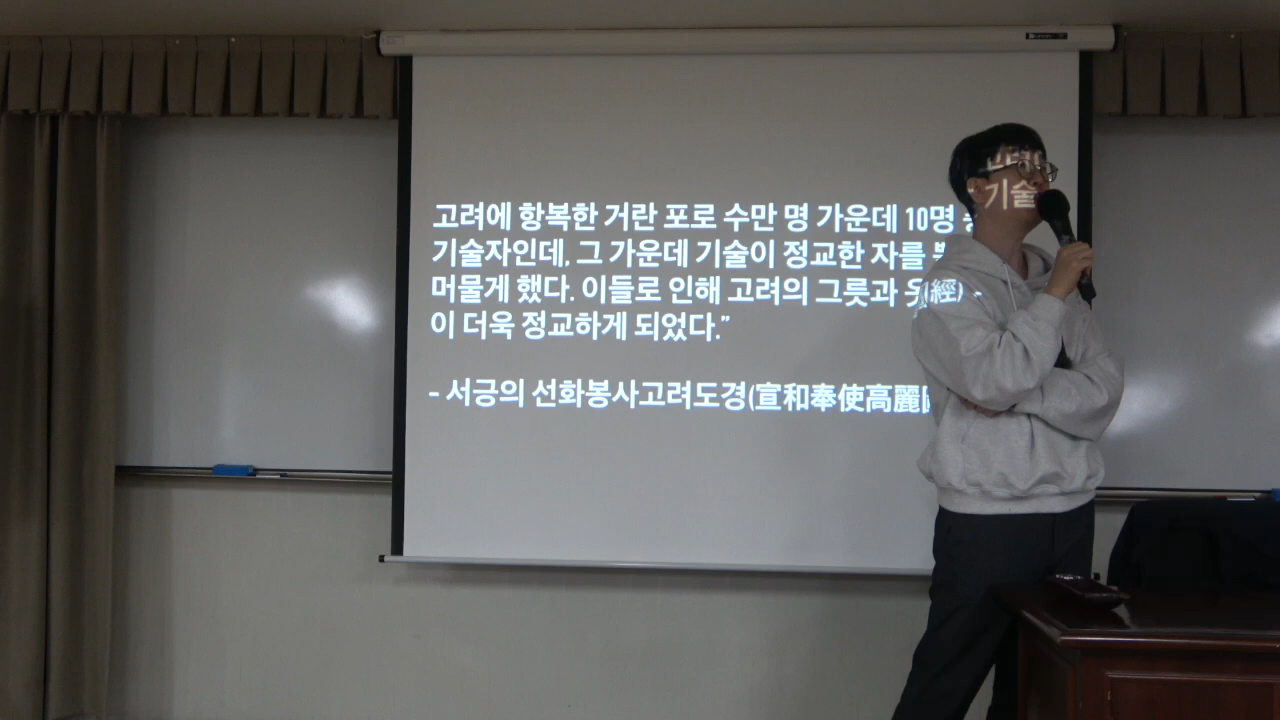 고려에 항복한 거란 포로 수만 명 가운데 10명
기술자인데, 그 가운데 기술이 정교한 자를
머물게 했다. 이들로 인해 고려의 그릇과
이 더욱 정교하게 되었다.”
- 서긍의 선화봉사고려도경(宣和奉使高麗
기술
經)